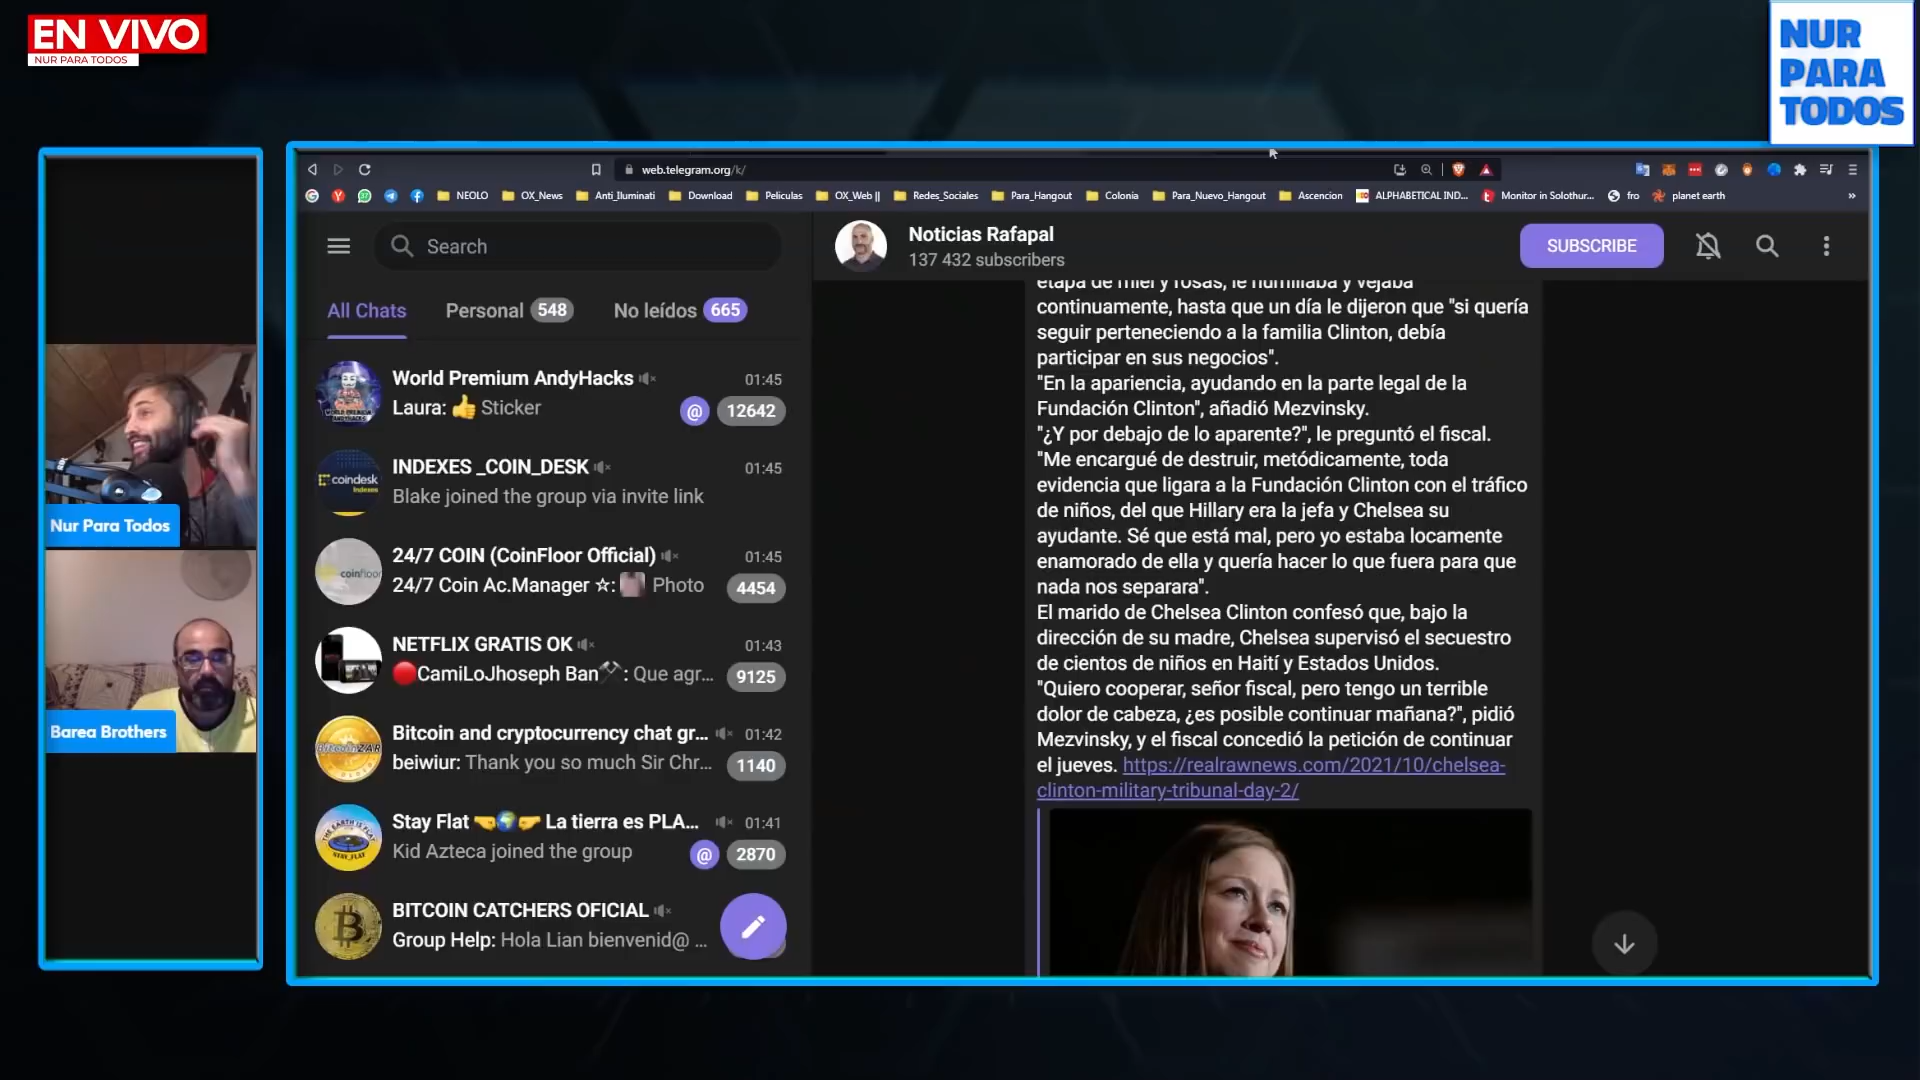 EN VIVO
NUR PARA TODOS
NUR
PARA
TODOS
web.telegram.org/k/
NEOLO
OX_News
Anti_Iluminati
Download
Peliculas
OX_Web ||
Redes_Sociales
Para_Hangout
Colonia
Para_Nuevo_Hangout
Ascencion
ALPHABETICAL IND...
Monitor in Solothur...
fro
planet earth
Search
All Chats
Personal 548
No leídos 665
World Premium AndyHacks 01:45
Laura: 👍 Sticker @ 12642
INDEXES _COIN_DESK 01:45
Blake joined the group via invite link
24/7 COIN (CoinFloor Official) 01:45
24/7 Coin Ac.Manager ☆: Photo 4454
NETFLIX GRATIS OK 01:43
🔴CamiLoJhoseph Ban⚒: Que agr... 9125
Bitcoin and cryptocurrency chat gr... 01:42
beiwiur: Thank you so much Sir Chr... 1140
Stay Flat 🤜🌍🤛 La tierra es PLA... 01:41
Kid Azteca joined the group @ 2870
BITCOIN CATCHERS OFICIAL
Group Help: Hola Lian bienvenid@ ...
Noticias Rafapal
137 432 subscribers
SUBSCRIBE
etapa de miel y rosas, le humillaba y vejaba
continuamente, hasta que un día le dijeron que "si quería
seguir perteneciendo a la familia Clinton, debía
participar en sus negocios".
"En la apariencia, ayudando en la parte legal de la
Fundación Clinton", añadió Mezvinsky.
"¿Y por debajo de lo aparente?", le preguntó el fiscal.
"Me encargué de destruir, metódicamente, toda
evidencia que ligara a la Fundación Clinton con el tráfico
de niños, del que Hillary era la jefa y Chelsea su
ayudante. Sé que está mal, pero yo estaba locamente
enamorado de ella y quería hacer lo que fuera para que
nada nos separara".
El marido de Chelsea Clinton confesó que, bajo la
dirección de su madre, Chelsea supervisó el secuestro
de cientos de niños en Haití y Estados Unidos.
"Quiero cooperar, señor fiscal, pero tengo un terrible
dolor de cabeza, ¿es posible continuar mañana?", pidió
Mezvinsky, y el fiscal concedió la petición de continuar
el jueves. https://realrawnews.com/2021/10/chelsea-
clinton-military-tribunal-day-2/
Nur Para Todos
Barea Brothers